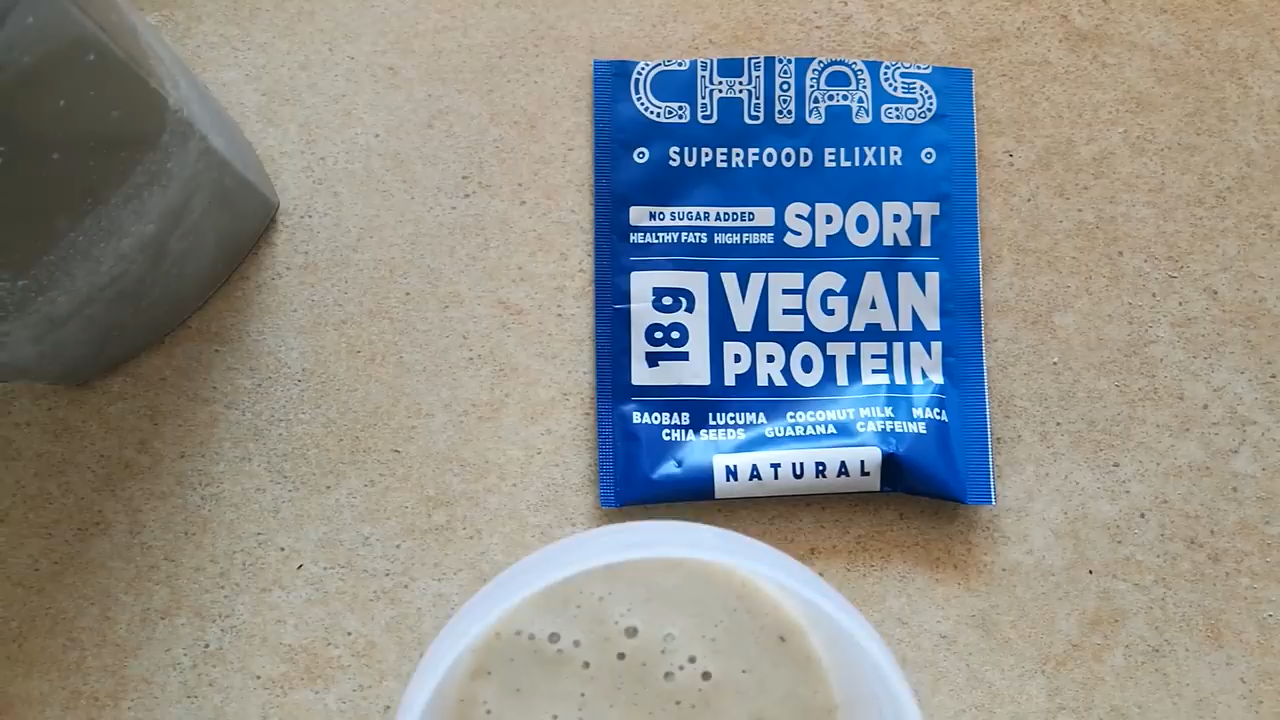 CHIAS
SUPERFOOD ELIXIR
NO SUGAR ADDED
HEALTHY FATS HIGH FIBRE
SPORT
18g
VEGAN
PROTEIN
BAOBAB LUCUMA COCONUT MILK MACA
CHIA SEEDS GUARANA CAFFEINE
NATURAL